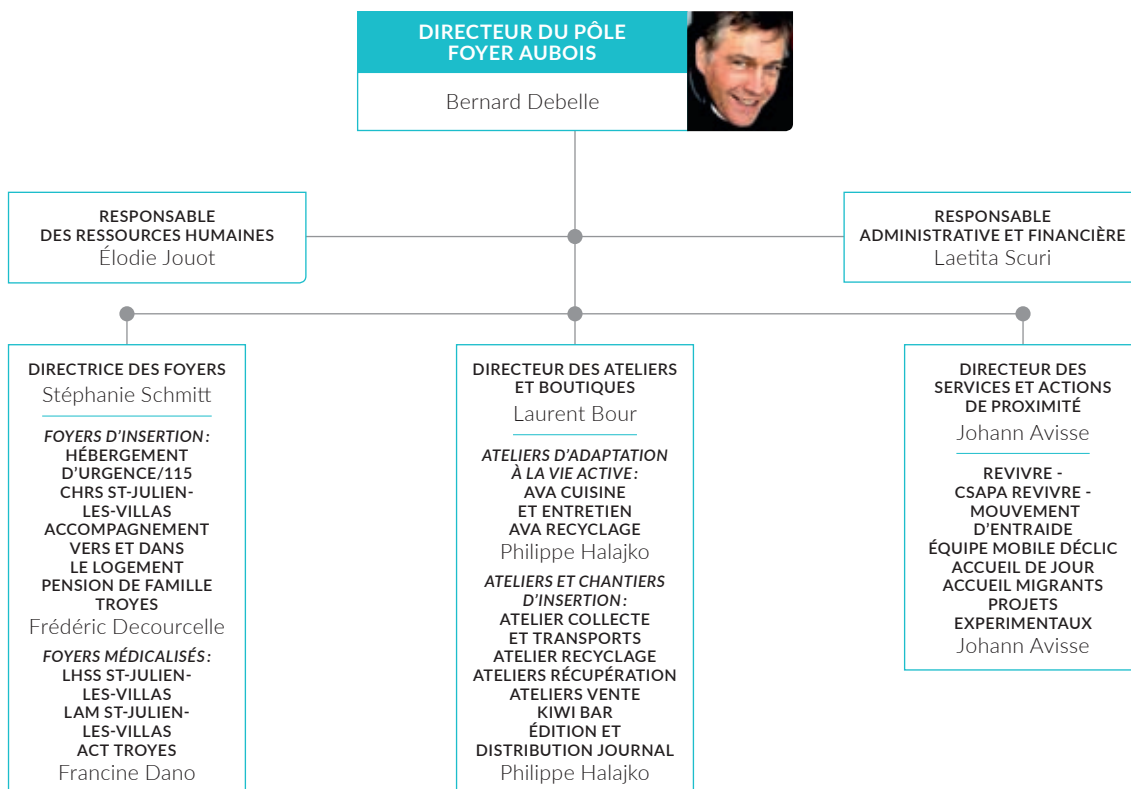 DIRECTEUR DU PÔLE
FOYER AUBOIS
Bernard Debelle
RESPONSABLE
DES RESSOURCES HUMAINES
Élodie Jouot
RESPONSABLE
ADMINISTRATIVE ET FINANCIÈRE
Laetita Scuri
DIRECTRICE DES FOYERS
Stéphanie Schmitt
FOYERS D'INSERTION :
HÉBERGEMENT
D'URGENCE/115
CHRS ST-JULIEN-
LES-VILLAS
ACCOMPAGNEMENT
VERS ET DANS
LE LOGEMENT
PENSION DE FAMILLE
TROYES
Frédéric Decourcelle
FOYERS MÉDICALISÉS :
LHSS ST-JULIEN-
LES-VILLAS
LAM ST-JULIEN-
LES-VILLAS
ACT TROYES
Francine Dano
DIRECTEUR DES ATELIERS
ET BOUTIQUES
Laurent Bour
ATELIERS D'ADAPTATION
À LA VIE ACTIVE :
AVA CUISINE
ET ENTRETIEN
AVA RECYCLAGE
Philippe Halajko
ATELIERS ET CHANTIERS
D'INSERTION :
ATELIER COLLECTE
ET TRANSPORTS
ATELIER RECYCLAGE
ATELIERS RÉCUPÉRATION
ATELIERS VENTE
KIWI BAR
ÉDITION ET
DISTRIBUTION JOURNAL
Philippe Halajko
DIRECTEUR DES
SERVICES ET ACTIONS
DE PROXIMITÉ
Johann Avisse
REVIVRE -
CSAPA REVIVRE -
MOUVEMENT
D'ENTRAIDE
ÉQUIPE MOBILE DÉCLIC
ACCUEIL DE JOUR
ACCUEIL MIGRANTS
PROJETS
EXPERIMENTAUX
Johann Avisse